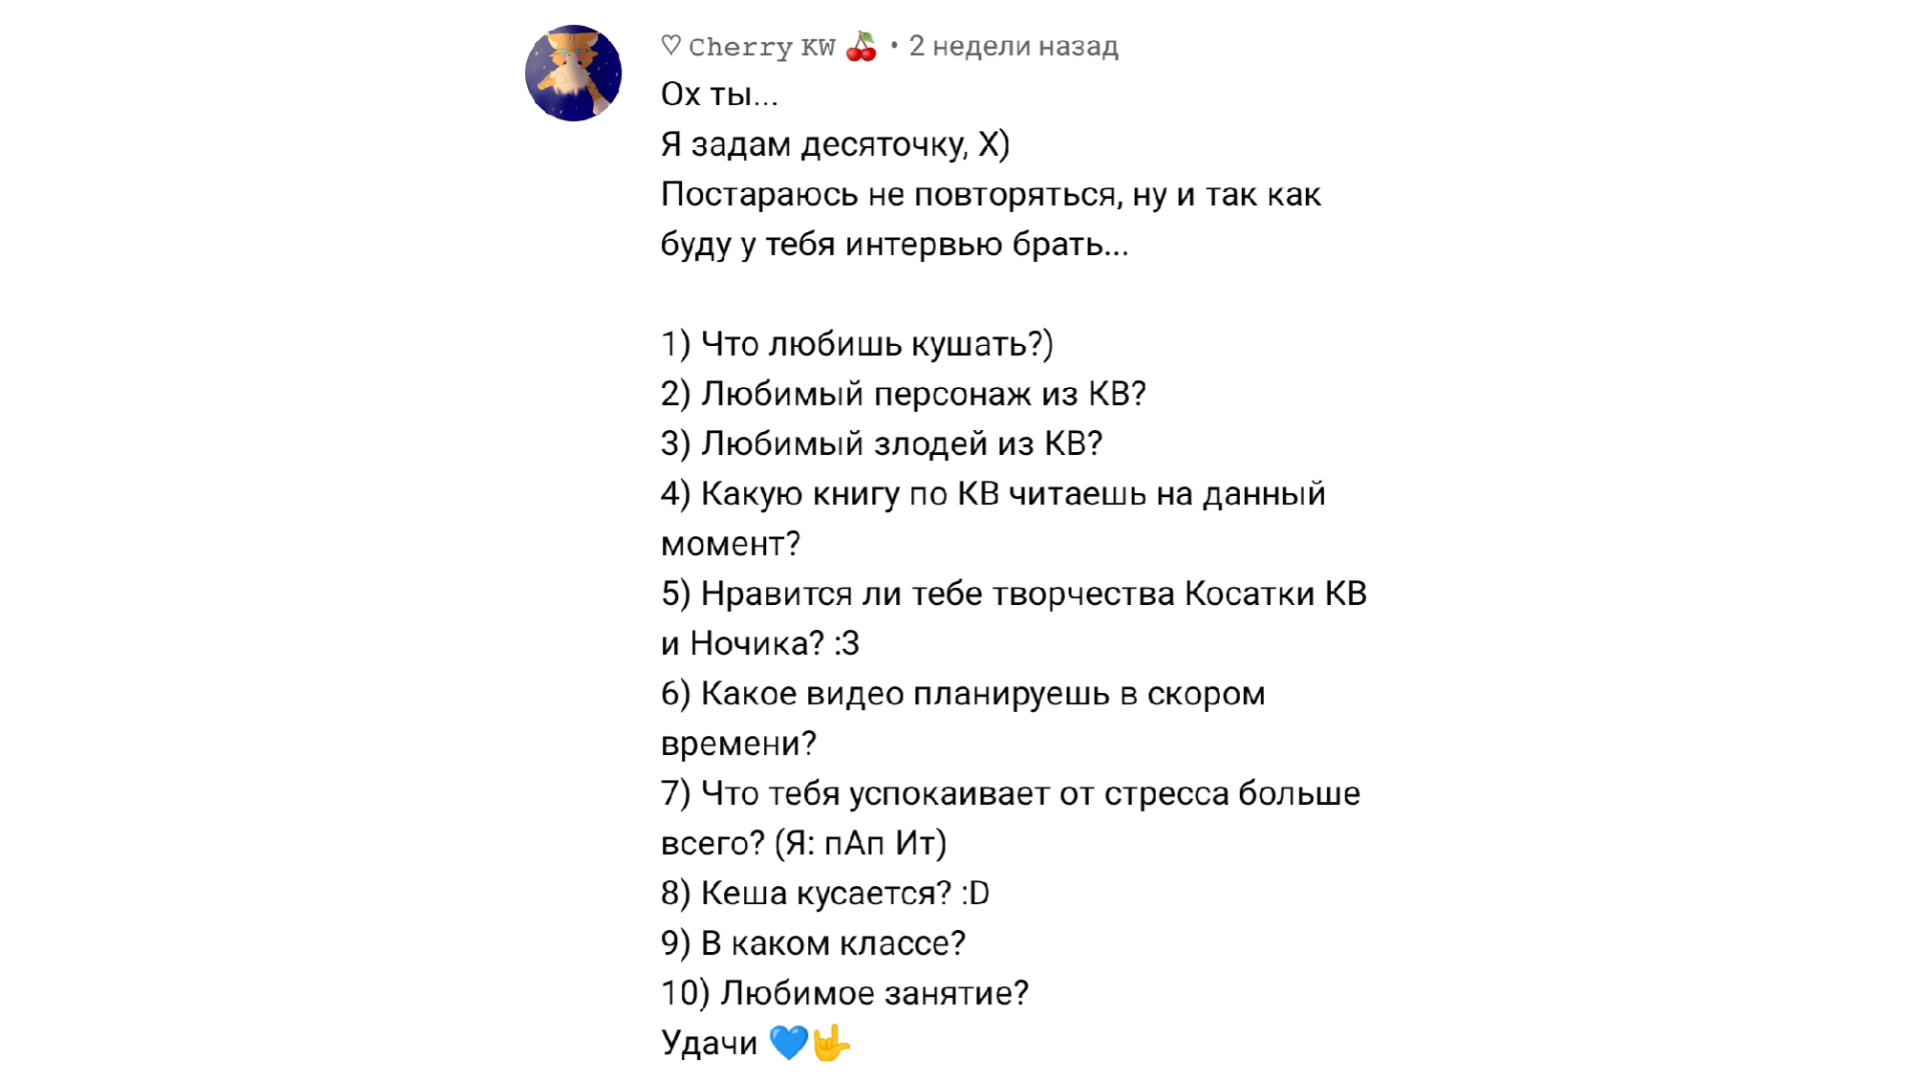 ♡ Cherry KW 🍒 • 2 недели назад
Ох ты...
Я задам десяточку, Х)
Постараюсь не повторяться, ну и так как
буду у тебя интервью брать...
1) Что любишь кушать?)
2) Любимый персонаж из КВ?
3) Любимый злодей из КВ?
4) Какую книгу по КВ читаешь на данный
момент?
5) Нравится ли тебе творчества Косатки КВ
и Ночика? :3
6) Какое видео планируешь в скором
времени?
7) Что тебя успокаивает от стресса больше
всего? (Я: пАп Ит)
8) Кеша кусается? :D
9) В каком классе?
10) Любимое занятие?
Удачи 💙🤟